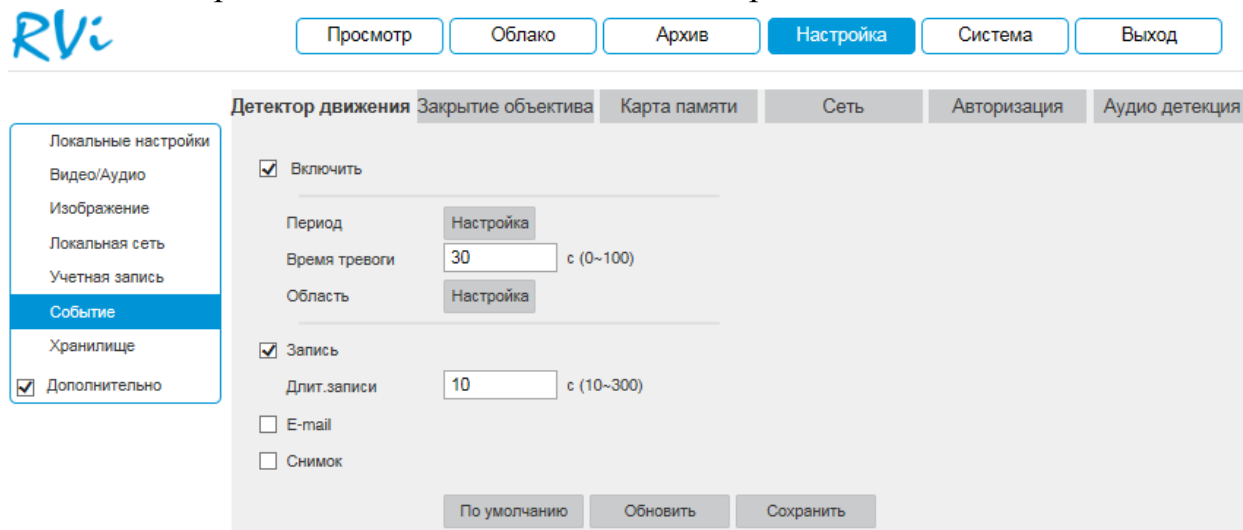 RVi
Просмотр Облако Архив Настройка Система Выход
Детектор движения Закрытие объектива Карта памяти Сеть Авторизация Аудио детекция
Локальные настройки
Видео/Аудио
Изображение
Локальная сеть
Учетная запись
Событие
Хранилище
Дополнительно
Включить
Период Настройка
Время тревоги 30 с (0~100)
Область Настройка
Запись
Длит.записи 10 с (10~300)
E-mail
Снимок
По умолчанию Обновить Сохранить